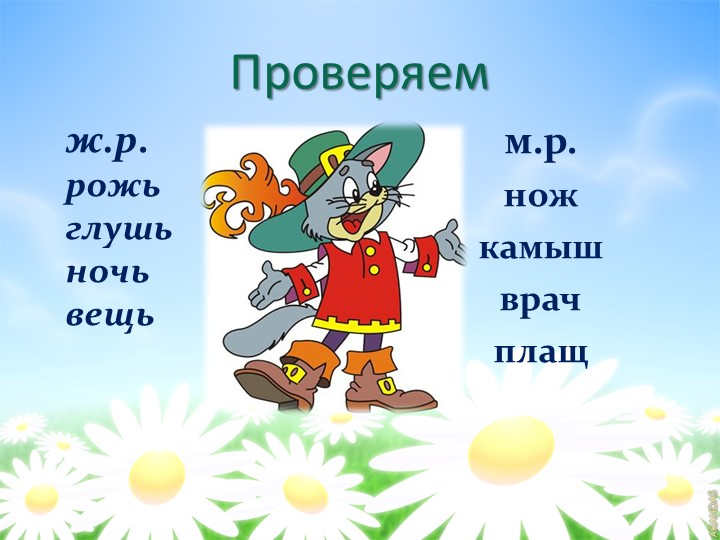 Проверяем
ж.р.
рожь
глушь
ночь
вещь
м.р.
нож
камыш
врач
плащ